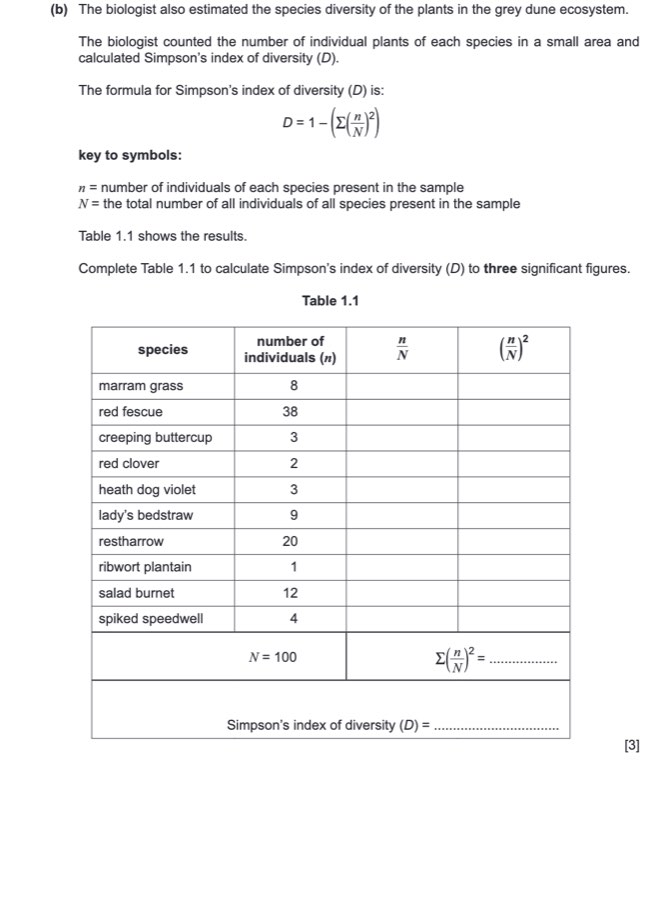 (b) The biologist also estimated the species diversity of the plants in the grey dune ecosystem.
The biologist counted the number of individual plants of each species in a small area and
calculated Simpson's index of diversity (D).
The formula for Simpson's index of diversity (D) is:
D = 1 – (Σ(n/N)²)
key to symbols:
n = number of individuals of each species present in the sample
N = the total number of all individuals of all species present in the sample
Table 1.1 shows the results.
Complete Table 1.1 to calculate Simpson's index of diversity (D) to three significant figures.
Table 1.1
species number of individuals (n) n/N (n/N)²
marram grass 8
red fescue 38
creeping buttercup 3
red clover 2
heath dog violet 3
lady's bedstraw 9
restharrow 20
ribwort plantain 1
salad burnet 12
spiked speedwell 4
N = 100 Σ(n/N)² = ..................
Simpson's index of diversity (D) = .................................
[3]